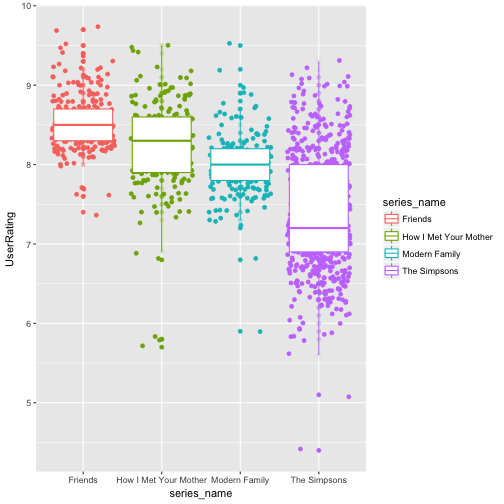 10
9
8
7
6
5
UserRating
Friends
How I Met Your Mother
Modern Family
The Simpsons
series_name
series_name
Friends
How I Met Your Mother
Modern Family
The Simpsons